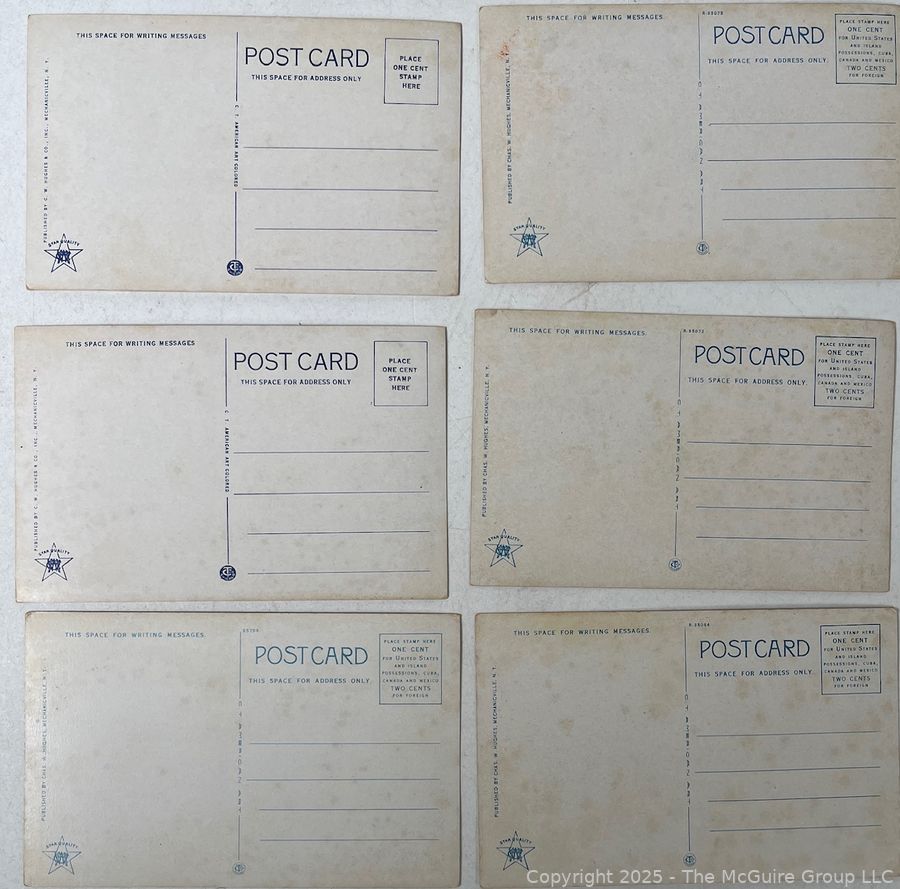 THIS SPACE FOR WRITING MESSAGES
POST CARD
THIS SPACE FOR ADDRESS ONLY
PLACE
ONE CENT
STAMP
HERE
PUBLISHED BY C. W. HUGHES & CO., INC., MECHANICVILLE, N. Y.
C. T. AMERICAN ART COLORED
STAR QUALITY
THIS SPACE FOR WRITING MESSAGES
POST CARD
THIS SPACE FOR ADDRESS ONLY.
PLACE STAMP HERE
ONE CENT
FOR UNITED STATES
AND ISLAND
POSSESSIONS, CUBA,
CANADA AND MEXICO
TWO CENTS
FOR FOREIGN
PUBLISHED BY CHAS. W. HUGHES, MECHANICVILLE, N. Y.
STAR QUALITY
THIS SPACE FOR WRITING MESSAGES
POST CARD
THIS SPACE FOR ADDRESS ONLY
PLACE
ONE CENT
STAMP
HERE
PUBLISHED BY C. W. HUGHES & CO., INC., MECHANICVILLE, N. Y.
C. T. AMERICAN ART COLORED
STAR QUALITY
THIS SPACE FOR WRITING MESSAGES.
POST CARD
THIS SPACE FOR ADDRESS ONLY.
PLACE STAMP HERE
ONE CENT
FOR UNITED STATES
AND ISLAND
POSSESSIONS, CUBA,
CANADA AND MEXICO
TWO CENTS
FOR FOREIGN
PUBLISHED BY CHAS. W. HUGHES, MECHANICVILLE, N. Y.
STAR QUALITY
THIS SPACE FOR WRITING MESSAGES.
POST CARD
THIS SPACE FOR ADDRESS ONLY.
PLACE STAMP HERE
ONE CENT
FOR UNITED STATES
AND ISLAND
POSSESSIONS, CUBA,
CANADA AND MEXICO
TWO CENTS
FOR FOREIGN
PUBLISHED BY CHAS. W. HUGHES, MECHANICVILLE, N. Y.
STAR QUALITY
THIS SPACE FOR WRITING MESSAGES.
POST CARD
THIS SPACE FOR ADDRESS ONLY.
PLACE STAMP HERE
ONE CENT
FOR UNITED STATES
AND ISLAND
POSSESSIONS, CUBA,
CANADA AND MEXICO
TWO CENTS
FOR FOREIGN
PUBLISHED BY CHAS. W. HUGHES, MECHANICVILLE, N. Y.
STAR QUALITY
Copyright 2025 - The McGuire Group LLC